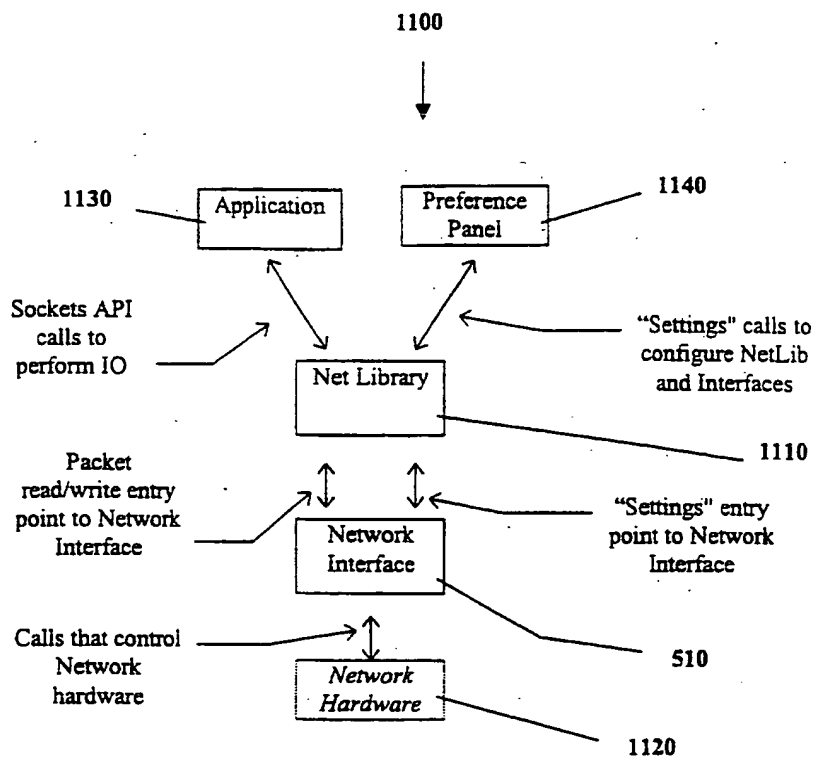 1100
1130
Application
Preference
Panel
1140
Sockets API
calls to
perform IO
"Settings" calls to
configure NetLib
and Interfaces
Net Library
1110
Packet
read/write entry
point to Network
Interface
"Settings" entry
point to Network
Interface
Network
Interface
510
Calls that control
Network
hardware
Network
Hardware
1120